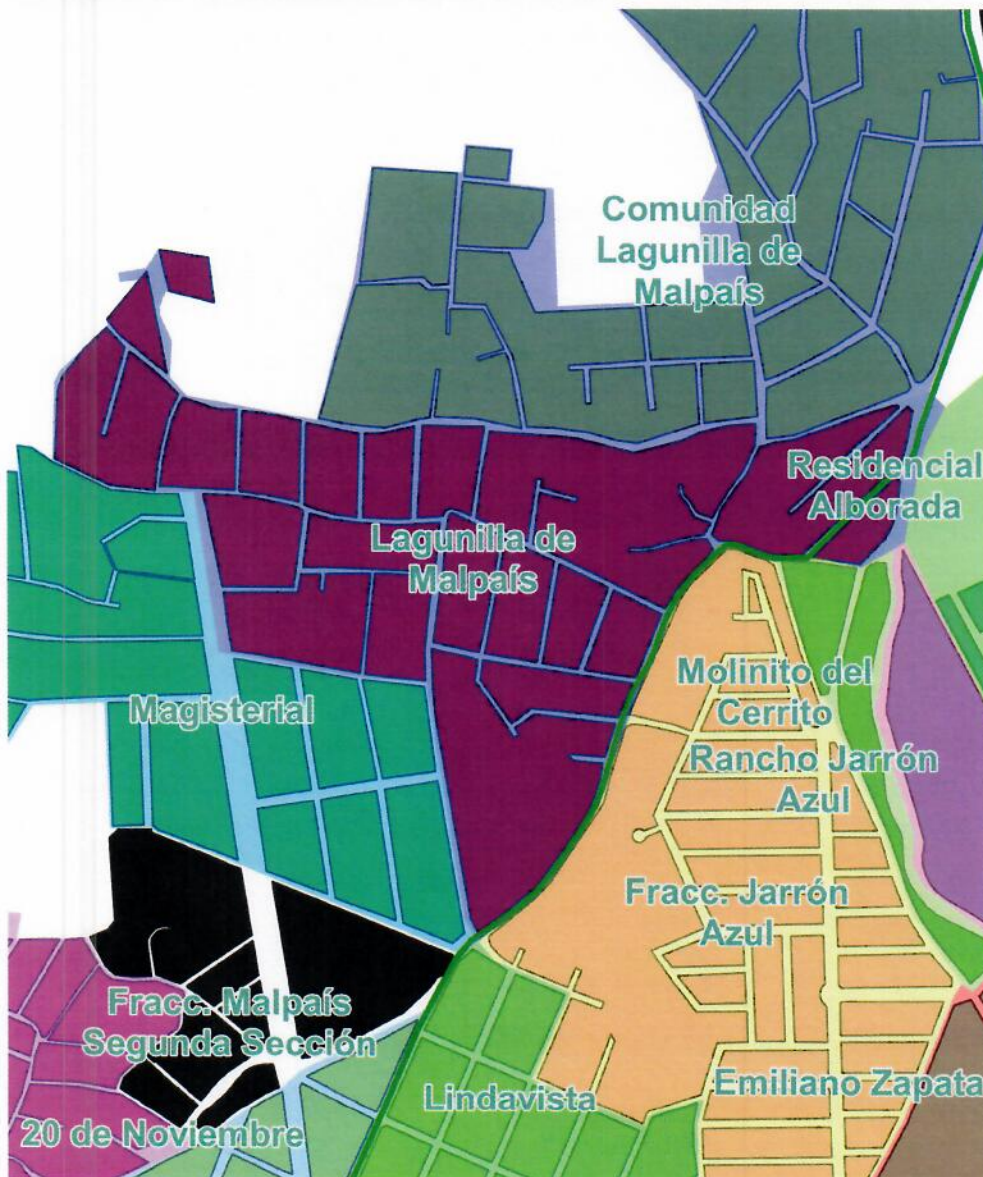 Comunidad
Lagunilla de
Malpaís
Residencial
Alborada
Lagunilla de
Malpaís
Molinito del
Cerrito
Magisterial
Rancho Jarrón
Azul
Fracc. Jarrón
Azul
Fracc. Malpaís
Segunda Sección
Lindavista
Emiliano Zapata
20 de Noviembre